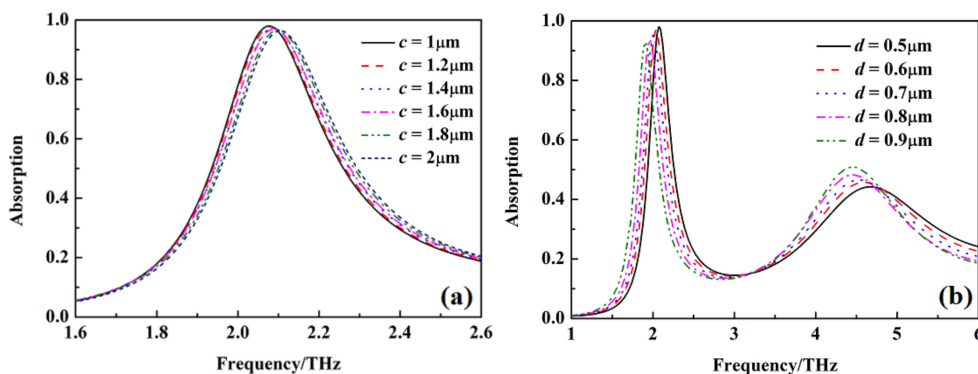 1.0
0.8
0.6
0.4
0.2
0.0
Absorption
1.6 1.8 2.0 2.2 2.4 2.6
Frequency/THz
c = 1μm
c = 1.2μm
c = 1.4μm
c = 1.6μm
c = 1.8μm
c = 2μm
(a)
1.0
0.8
0.6
0.4
0.2
0.0
Absorption
1 2 3 4 5 6
Frequency/THz
d = 0.5μm
d = 0.6μm
d = 0.7μm
d = 0.8μm
d = 0.9μm
(b)